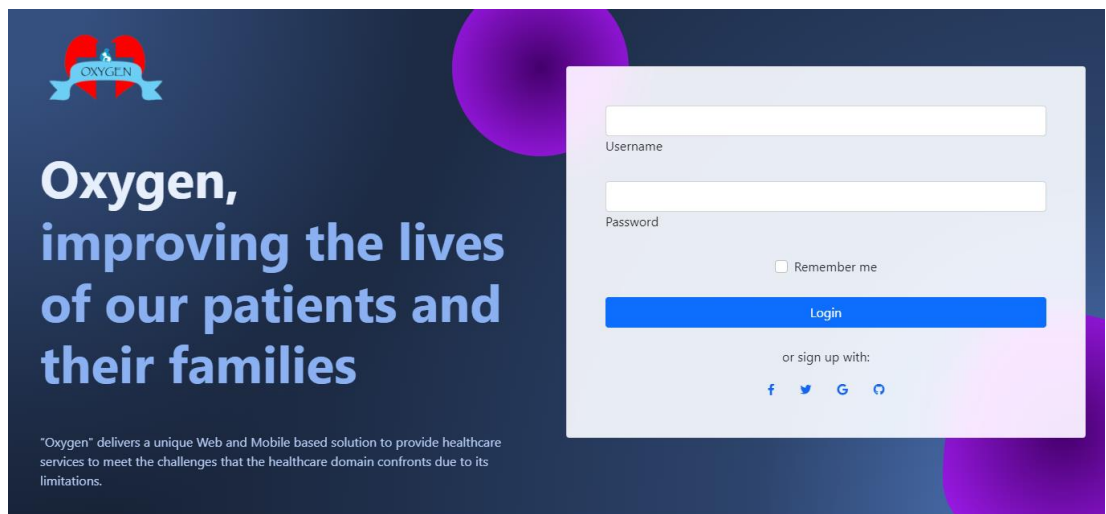 OXYGEN
Oxygen,
improving the lives
of our patients and
their families
"Oxygen" delivers a unique Web and Mobile based solution to provide healthcare
services to meet the challenges that the healthcare domain confronts due to its
limitations.
Username
Password
Remember me
Login
or sign up with: